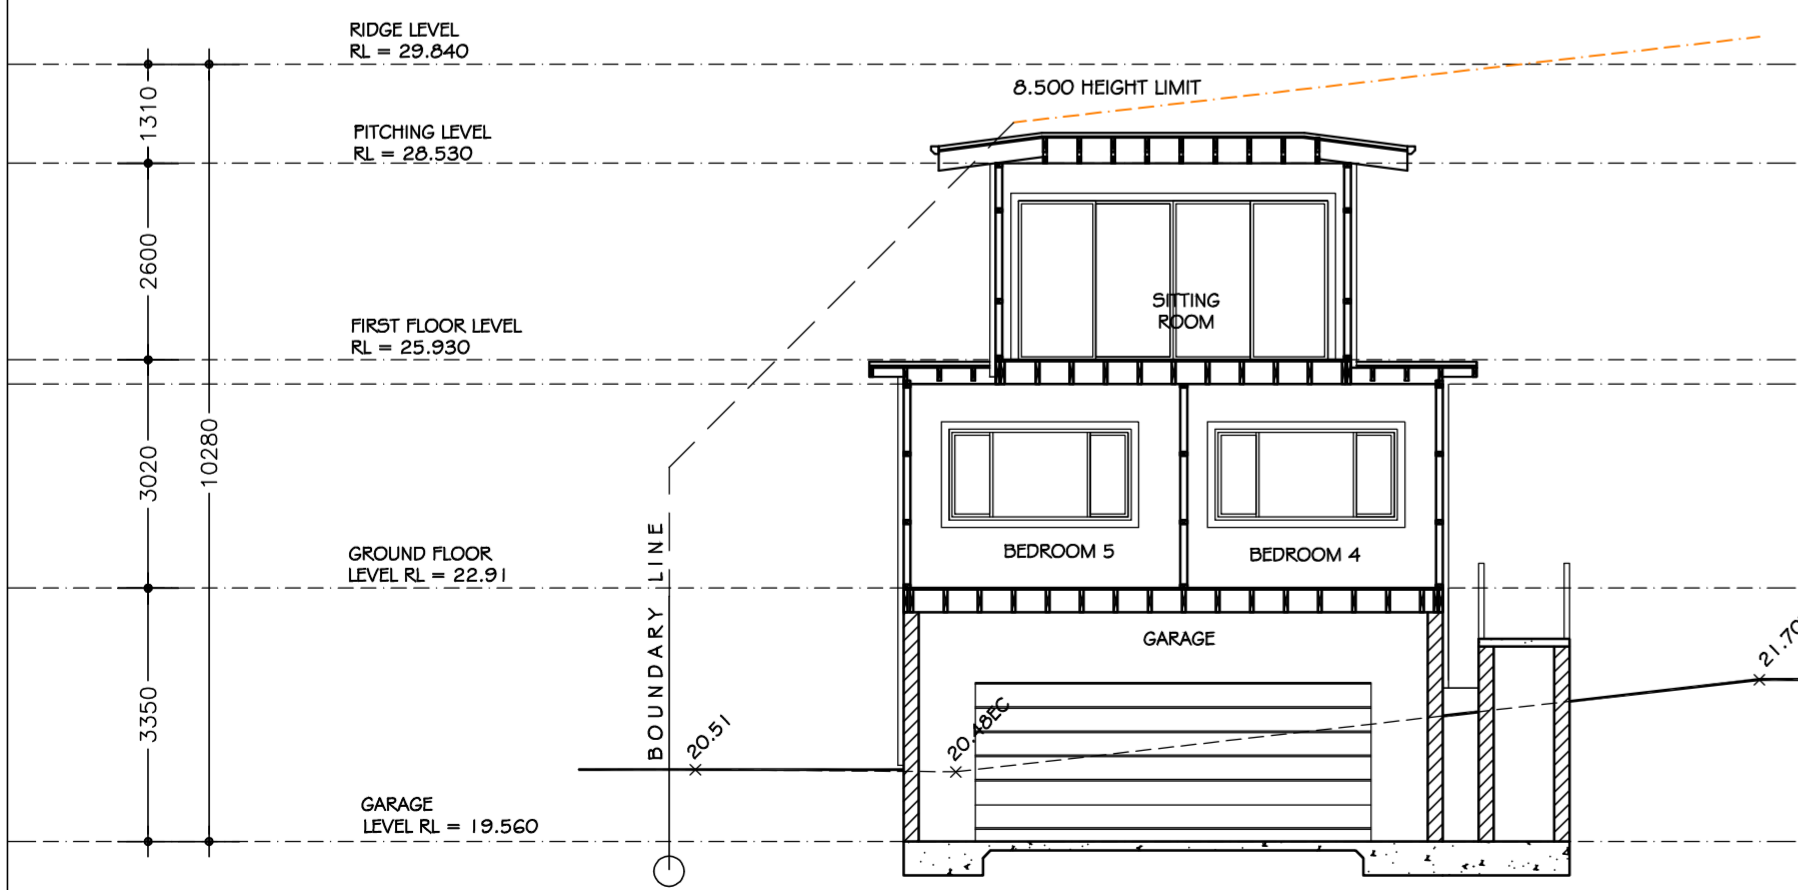 RIDGE LEVEL
RL = 29.840
8.500 HEIGHT LIMIT
1310
PITCHING LEVEL
RL = 28.530
2600
SITTING
ROOM
FIRST FLOOR LEVEL
RL = 25.930
3020
10280
BEDROOM 5
BEDROOM 4
GROUND FLOOR
LEVEL RL = 22.91
BOUNDARY LINE
GARAGE
21.70
3350
20.51
20.48EC
GARAGE
LEVEL RL = 19.560